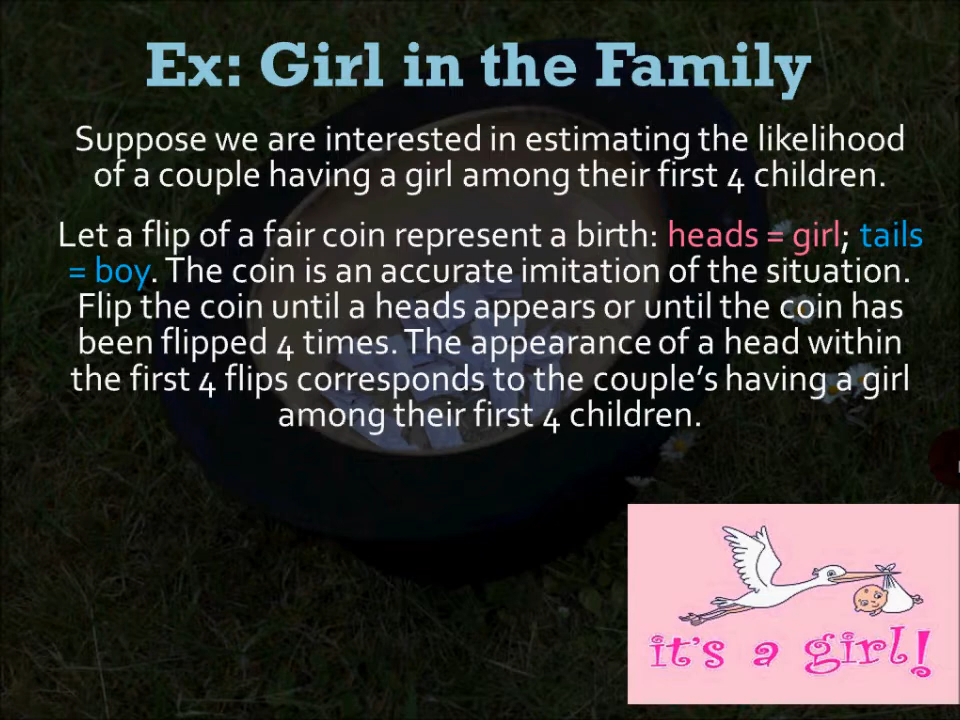 Ex: Girl in the Family
Suppose we are interested in estimating the likelihood
of a couple having a girl among their first 4 children.
Let a flip of a fair coin represent a birth: heads = girl; tails
= boy. The coin is an accurate imitation of the situation.
Flip the coin until a heads appears or until the coin has
been flipped 4 times. The appearance of a head within
the first 4 flips corresponds to the couple's having a girl
among their first 4 children.
it's a girl!